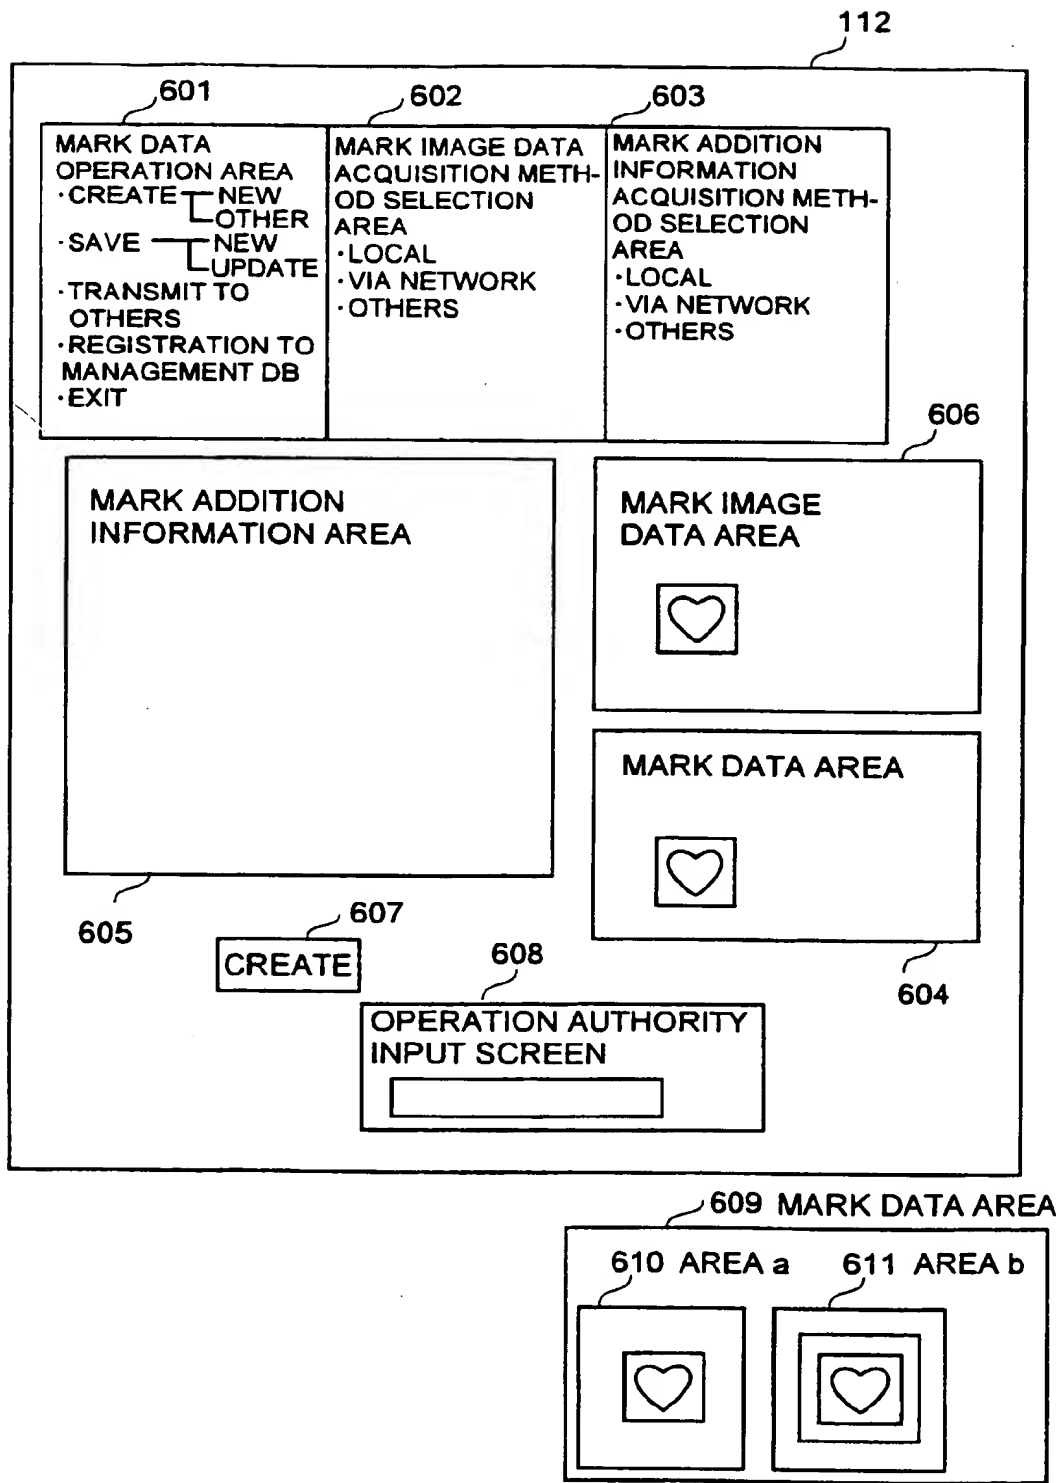 112
601
602
603
MARK DATA
OPERATION AREA
·CREATE NEW
OTHER
·SAVE NEW
UPDATE
·TRANSMIT TO
OTHERS
·REGISTRATION TO
MANAGEMENT DB
·EXIT
MARK IMAGE DATA
ACQUISITION METH-
OD SELECTION
AREA
·LOCAL
·VIA NETWORK
·OTHERS
MARK ADDITION
INFORMATION
ACQUISITION METH-
OD SELECTION
AREA
·LOCAL
·VIA NETWORK
·OTHERS
606
MARK ADDITION
INFORMATION AREA
MARK IMAGE
DATA AREA
MARK DATA AREA
605
607
CREATE
604
608
OPERATION AUTHORITY
INPUT SCREEN
609 MARK DATA AREA
610 AREA a
611 AREA b